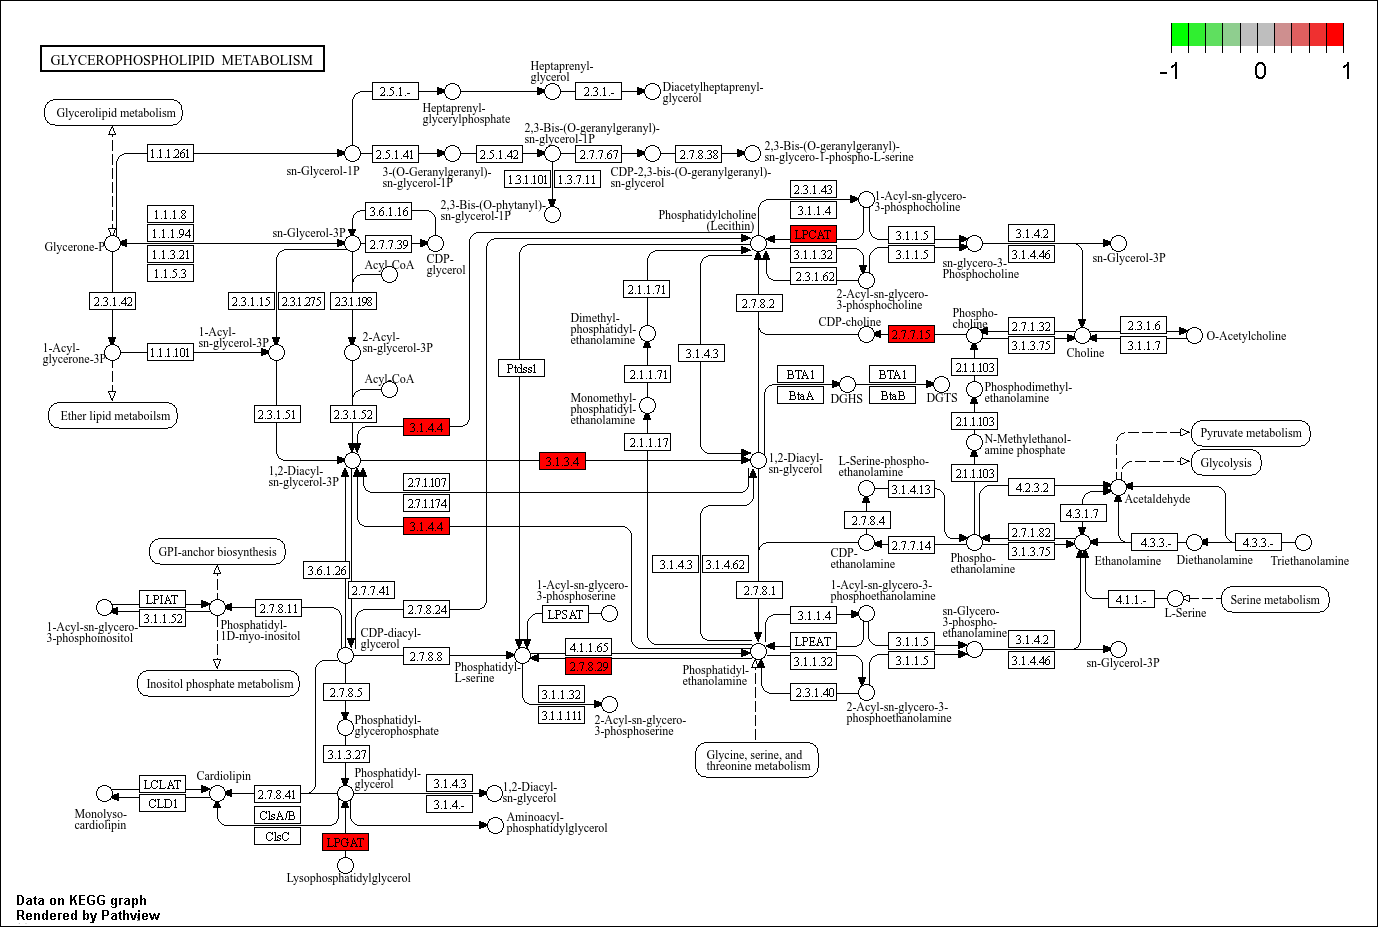 GLYCEROPHOSPHOLIPID METABOLISM
-1 0 1
Glycerolipid metabolism
2.5.1.-
Heptaprenyl-
glycerylphosphate
Heptaprenyl-
glycerol
2.3.1.-
Diacetylheptaprenyl-
glycerol
1.1.1.261
sn-Glycerol-1P
2.5.1.41
3-(O-Geranylgeranyl)-
sn-glycerol-1P
2.5.1.42
2,3-Bis-(O-geranylgeranyl)-
sn-glycerol-1P
2.7.7.67
CDP-2,3-bis-(O-geranylgeranyl)-
sn-glycerol
2.7.8.38
2,3-Bis-(O-geranylgeranyl)-
sn-glycero-1-phospho-L-serine
1.3.1.101
1.3.7.11
2,3-Bis-(O-phytanyl)-
sn-glycerol-1P
1.1.1.8
1.1.1.94
1.1.3.21
1.1.5.3
Glycerone-P
sn-Glycerol-3P
3.6.1.16
2.7.7.39
CDP-
glycerol
Acyl-CoA
2.3.1.42
2.3.1.15
2.3.1.275
2.3.1.198
1-Acyl-
glycerone-3P
1.1.1.101
1-Acyl-
sn-glycerol-3P
2-Acyl-
sn-glycerol-3P
Acyl-CoA
Ether lipid metaboilsm
2.3.1.51
2.3.1.52
3.1.4.4
1,2-Diacyl-
sn-glycerol-3P
3.1.3.4
2.7.1.107
2.7.1.174
3.1.4.4
Ptdss1
Phosphatidylcholine
(Lecithin)
2.1.1.71
Dimethyl-
phosphatidyl-
ethanolamine
2.1.1.71
Monomethyl-
phosphatidyl-
ethanolamine
2.1.1.17
3.1.4.3
2.7.8.2
1,2-Diacyl-
sn-glycerol
2.3.1.43
3.1.1.4
LPCAT
3.1.1.32
2.3.1.62
1-Acyl-sn-glycero-
3-phosphocholine
2-Acyl-sn-glycero-
3-phosphocholine
3.1.1.5
3.1.1.5
sn-glycero-3-
Phosphocholine
3.1.4.2
3.1.4.46
sn-Glycerol-3P
CDP-choline
2.7.7.15
Phospho-
choline
2.7.1.32
3.1.3.75
Choline
2.3.1.6
3.1.1.7
O-Acetylcholine
BTA1
BtaA
DGHS
BTA1
BtaB
DGTS
2.1.1.103
Phosphodimethyl-
ethanolamine
2.1.1.103
N-Methylethanol-
amine phosphate
2.1.1.103
Pyruvate metabolism
Glycolysis
L-Serine-phospho-
ethanolamine
3.1.4.13
2.7.8.4
CDP-
ethanolamine
2.7.7.14
Phospho-
ethanolamine
4.2.3.2
Acetaldehyde
4.3.1.7
2.7.1.82
3.1.3.75
Ethanolamine
4.3.3.-
Diethanolamine
4.3.3.-
Triethanolamine
4.1.1.-
L-Serine
Serine metabolism
GPI-anchor biosynthesis
3.6.1.26
2.7.7.41
3.1.4.3
3.1.4.62
2.7.8.1
LPIAT
3.1.1.52
1-Acyl-sn-glycero-
3-phosphoinositol
Phosphatidyl-
1D-myo-inositol
2.7.8.11
2.7.8.24
CDP-diacyl-
glycerol
2.7.8.8
Phosphatidyl-
L-serine
1-Acyl-sn-glycero-
3-phosphoserine
LPSAT
4.1.1.65
2.7.8.29
Phosphatidyl-
ethanolamine
3.1.1.32
3.1.1.111
2-Acyl-sn-glycero-
3-phosphoserine
1-Acyl-sn-glycero-3-
phosphoethanolamine
3.1.1.4
LPEAT
3.1.1.32
2.3.1.40
2-Acyl-sn-glycero-3-
phosphoethanolamine
3.1.1.5
3.1.1.5
sn-Glycero-
3-phospho-
ethanolamine
3.1.4.2
3.1.4.46
sn-Glycerol-3P
Inositol phosphate metabolism
2.7.8.5
Phosphatidyl-
glycerophosphate
3.1.3.27
Glycine, serine, and
threonine metabolism
LCLAT
CLD1
Monolyso-
cardiolipin
Cardiolipin
2.7.8.41
ClsA/B
ClsC
Phosphatidyl-
glycerol
3.1.4.3
3.1.4.-
1,2-Diacyl-
sn-glycerol
Aminoacyl-
phosphatidylglycerol
LPGAT
Lysophosphatidylglycerol
Data on KEGG graph
Rendered by Pathview